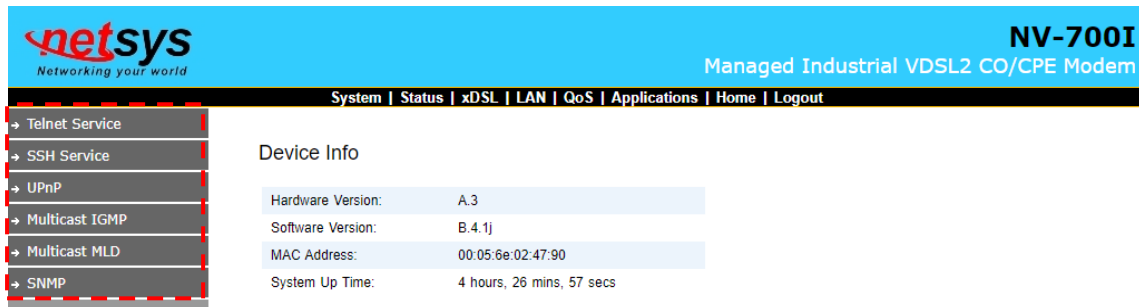 netsys
Networking your world
NV-700I
Managed Industrial VDSL2 CO/CPE Modem
System | Status | xDSL | LAN | QoS | Applications | Home | Logout
Telnet Service
SSH Service
UPnP
Multicast IGMP
Multicast MLD
SNMP
Device Info
Hardware Version: A.3
Software Version: B.4.1j
MAC Address: 00:05:6e:02:47:90
System Up Time: 4 hours, 26 mins, 57 secs